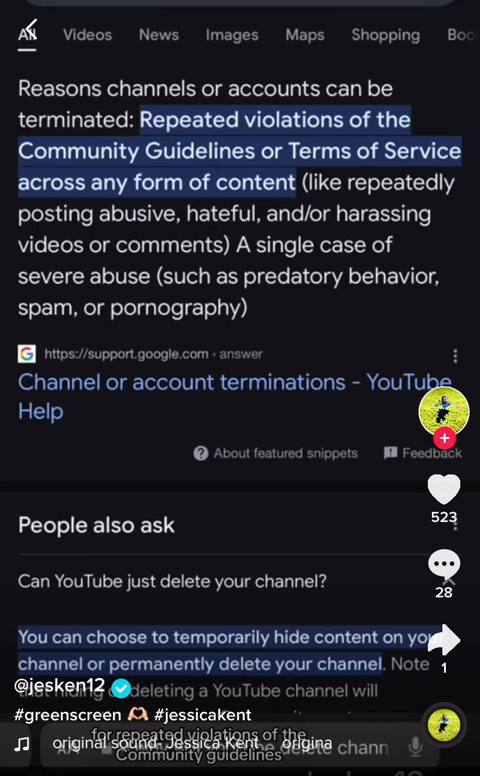 All Videos News Images Maps Shopping Boo
Reasons channels or accounts can be
terminated: Repeated violations of the
Community Guidelines or Terms of Service
across any form of content (like repeatedly
posting abusive, hateful, and/or harassing
videos or comments) A single case of
severe abuse (such as predatory behavior,
spam, or pornography)
https://support.google.com › answer
Channel or account terminations - YouTube
Help
About featured snippets Feedback
523
People also ask
Can YouTube just delete your channel?
28
You can choose to temporarily hide content on your
channel or permanently delete your channel. Note
1
@jesken12
deleting a YouTube channel will
#greenscreen 🫶🏼 #jessicakent
for repeated violations of the
original sound - Jessica Kent origina
delete chann
Community guidelines